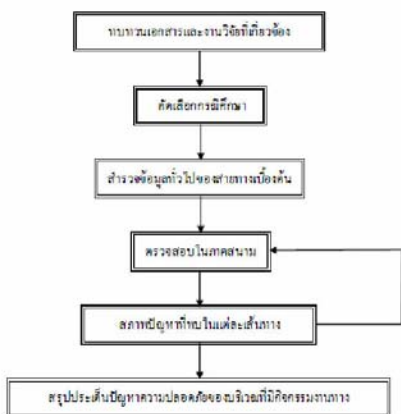 ทบทวนเอกสารและงานวิจัยที่เกี่ยวข้อง
คัดเลือกกรณีศึกษา
สำรวจข้อมูลทั่วไปของสายทางเบื้องต้น
ตรวจสอบในภาคสนาม
สภาพปัญหาที่พบในแต่ละเส้นทาง
สรุปประเด็นปัญหาความปลอดภัยของบริเวณที่มีกิจกรรมงานทาง